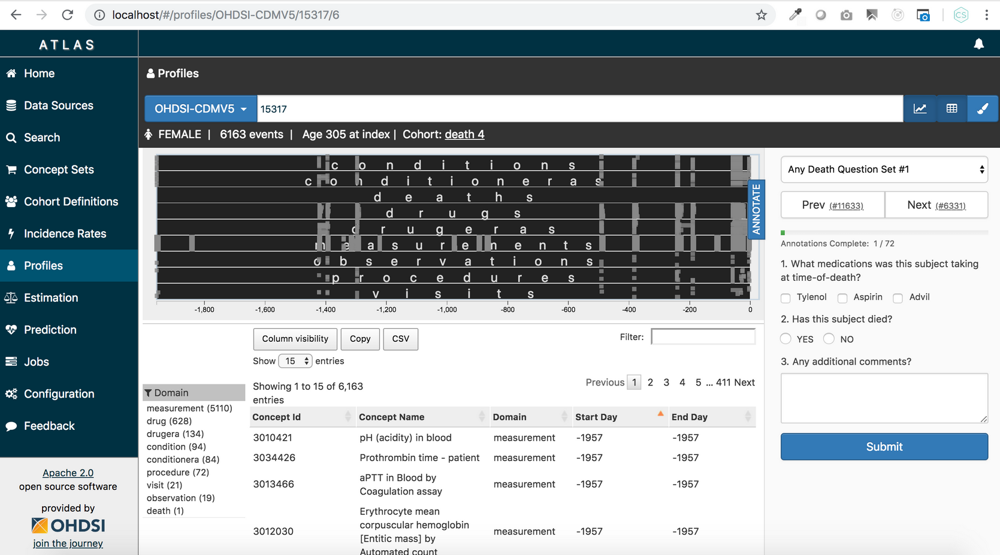 localhost/#/profiles/OHDSI-CDMV5/15317/6
CS
ATLAS
Home
Data Sources
Search
Concept Sets
Cohort Definitions
Incidence Rates
Profiles
Estimation
Prediction
Jobs
Configuration
Feedback
Apache 2.0
open source software
provided by
OHDSI
join the journey
Profiles
OHDSI-CDMV5 15317
FEMALE | 6163 events | Age 305 at index | Cohort: death 4
conditions
conditioneras
deaths
drugs
drugeras
measurements
observations
procedures
visits
-1,800 -1,600 -1,400 -1,200 -1,000 -800 -600 -400 -200 0
ANNOTATE
Column visibility Copy CSV Filter:
Show 15 entries
Showing 1 to 15 of 6,163
entries
Previous 1 2 3 4 5 ... 411 Next
Domain
measurement (5110)
drug (628)
drugera (134)
condition (94)
conditionera (84)
procedure (72)
visit (21)
observation (19)
death (1)
Concept Id Concept Name Domain Start Day End Day
3010421 pH (acidity) in blood measurement -1957 -1957
3034426 Prothrombin time - patient measurement -1957 -1957
3013466 aPTT in Blood by
Coagulation assay measurement -1957 -1957
3012030 Erythrocyte mean
corpuscular hemoglobin
[Entitic mass] by
Automated count measurement -1957 -1957
Any Death Question Set #1
Prev (#11633) Next (#6331)
Annotations Complete: 1 / 72
1. What medications was this subject taking
at time-of-death?
Tylenol Aspirin Advil
2. Has this subject died?
YES NO
3. Any additional comments?
Submit